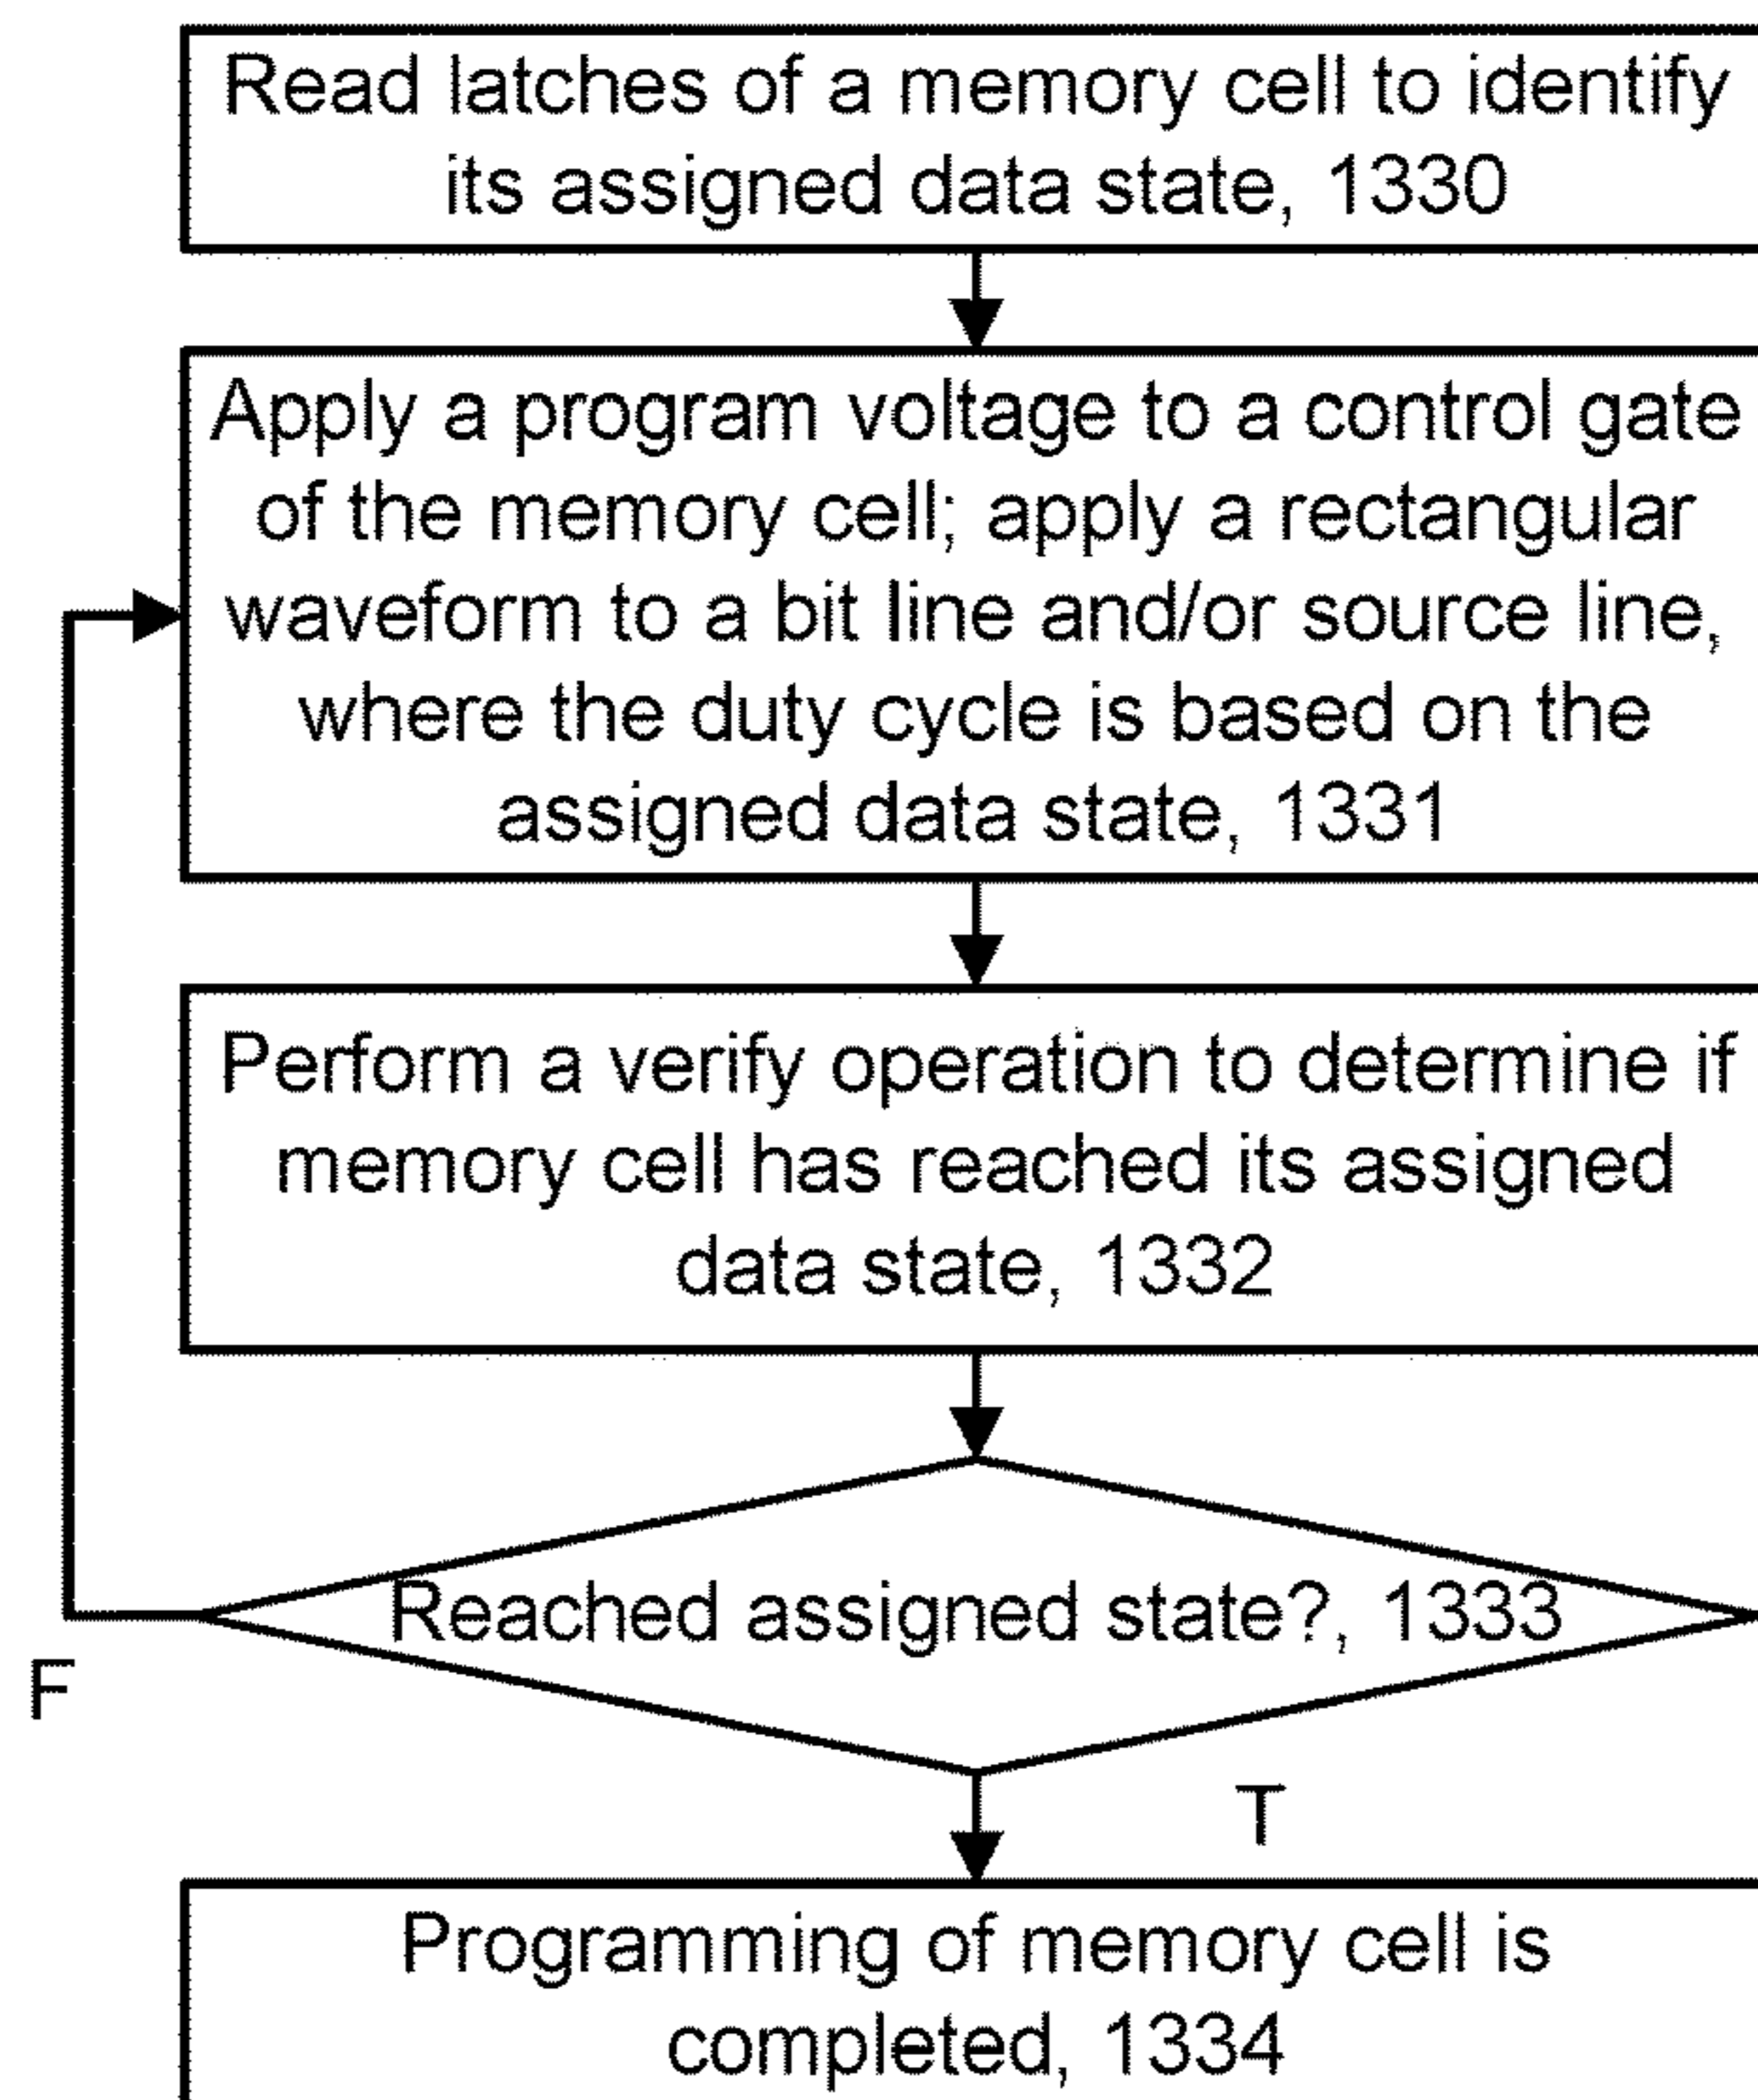 Read latches of a memory cell to identify
its assigned data state, 1330
Apply a program voltage to a control gate
of the memory cell; apply a rectangular
waveform to a bit line and/or source line,
where the duty cycle is based on the
assigned data state, 1331
Perform a verify operation to determine if
memory cell has reached its assigned
data state, 1332
Reached assigned state?, 1333
F
T
Programming of memory cell is
completed, 1334